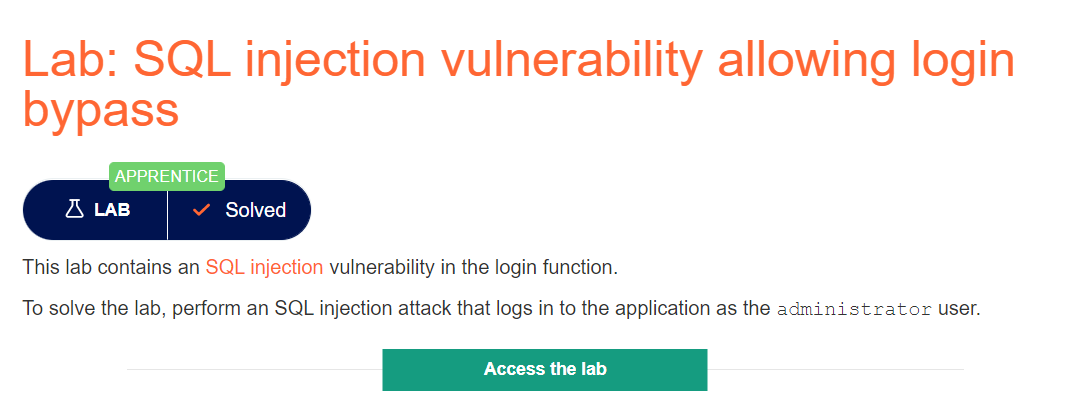 Lab: SQL injection vulnerability allowing login
bypass
APPRENTICE
LAB Solved
This lab contains an SQL injection vulnerability in the login function.
To solve the lab, perform an SQL injection attack that logs in to the application as the administrator user.
Access the lab